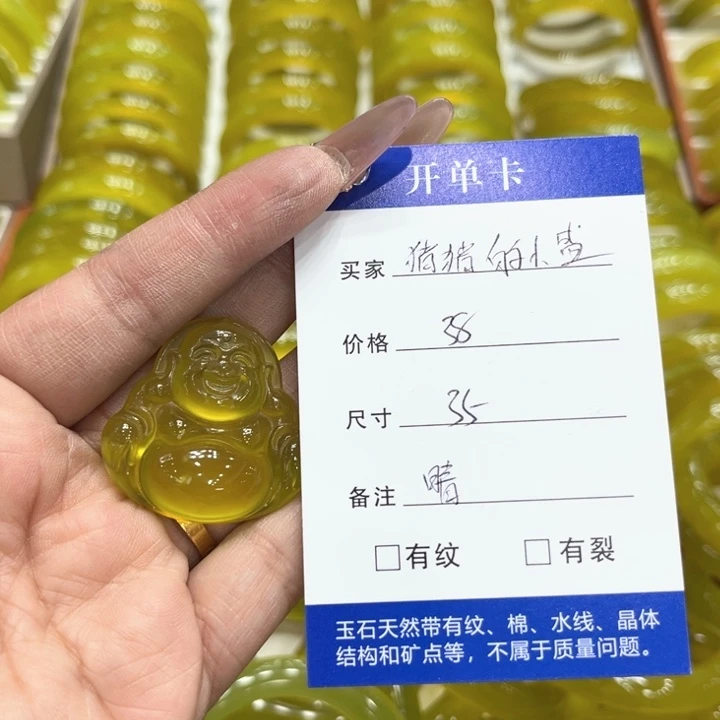 开单卡
买家 猪猪的小盘
价格 38
尺寸 35
备注 晴
□有纹 □有裂
玉石天然带有纹、棉、水线、晶体
结构和矿点等，不属于质量问题。